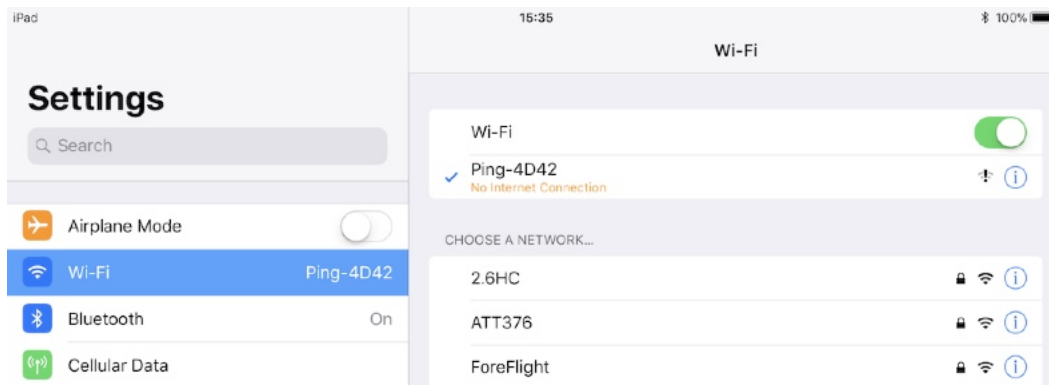 iPad 15:35 100%
Wi-Fi
Settings
Search
Wi-Fi
Ping-4D42
No Internet Connection
Airplane Mode
CHOOSE A NETWORK...
Wi-Fi Ping-4D42
2.6HC
Bluetooth On
ATT376
Cellular Data
ForeFlight